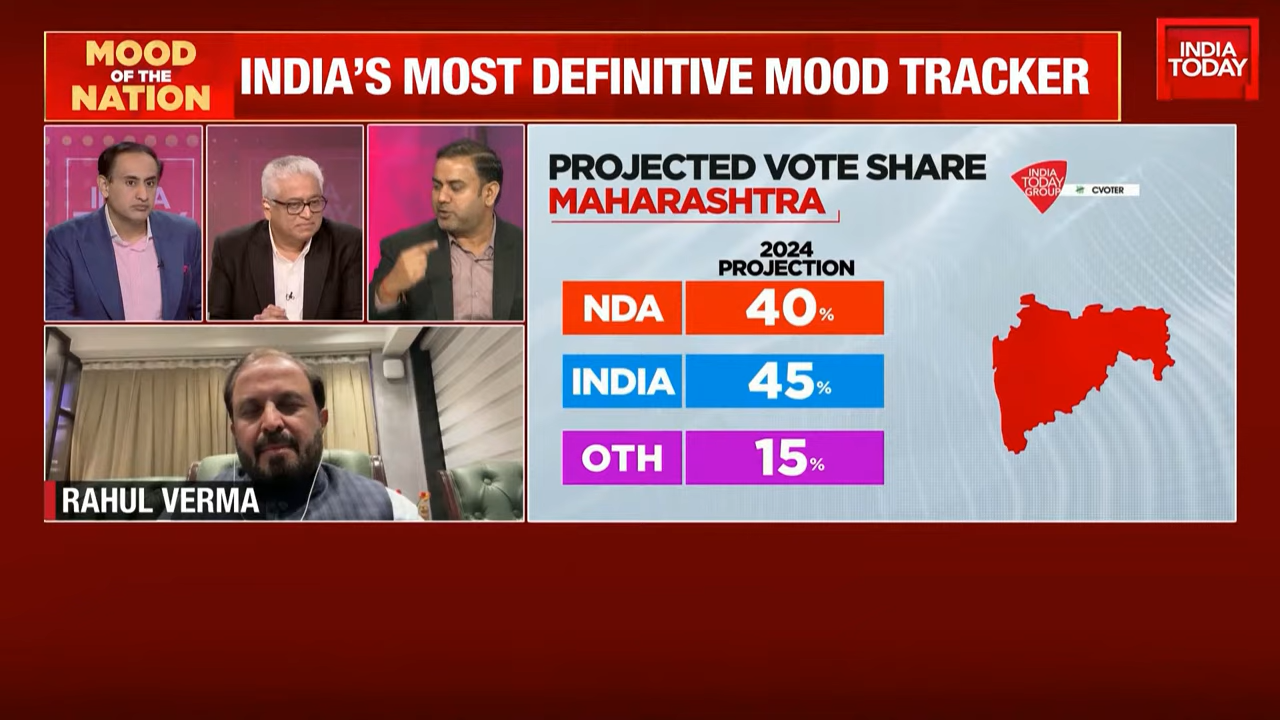 MOOD
OF THE
NATION
INDIA'S MOST DEFINITIVE MOOD TRACKER
INDIA
TODAY
PROJECTED VOTE SHARE
MAHARASHTRA
INDIA
TODAY
GROUP
CVOTER
2024
PROJECTION
NDA 40%
INDIA 45%
OTH 15%
RAHUL VERMA